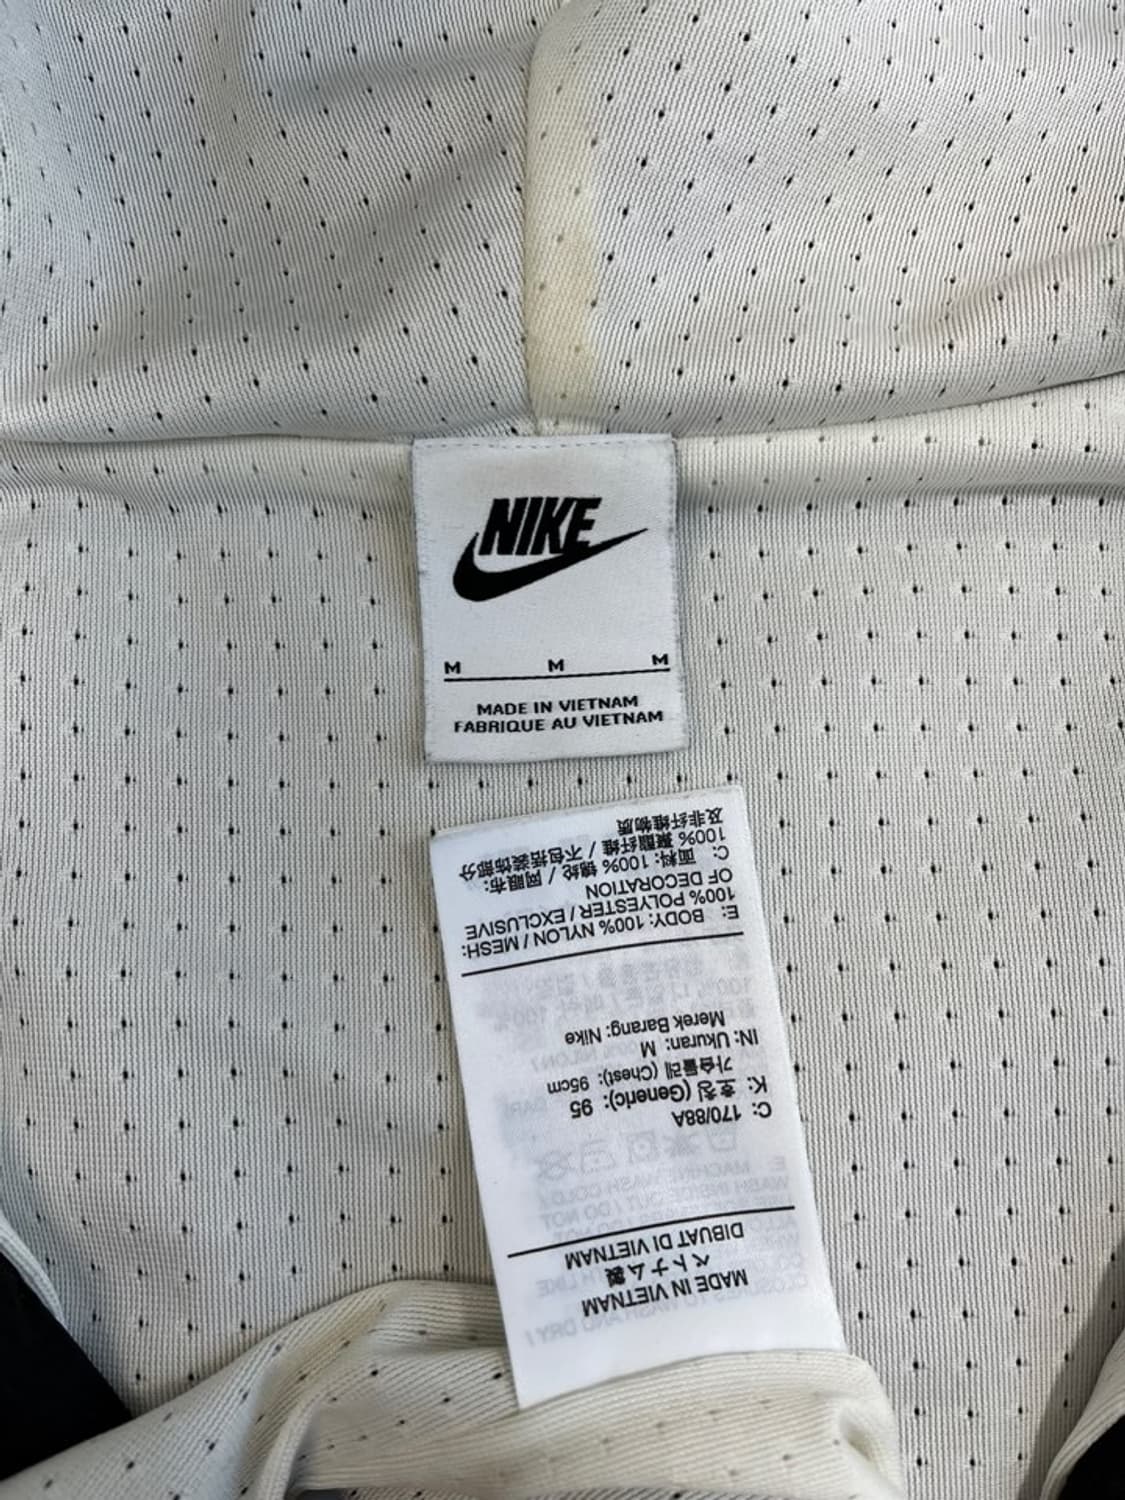 NIKE
M M M
MADE IN VIETNAM
FABRIQUE AU VIETNAM
MADE IN VIETNAM
ベトナム製
DIBUAT DI VIETNAM
C: 170/88A
K: 호칭 (Generic): 95
가슴둘레 (Chest): 95cm
IN: Ukuran: M
Merek Barang: Nike
E: BODY: 100% NYLON / MESH:
100% POLYESTER / EXCLUSIVE
OF DECORATION
C: 面料: 100% 锦纶 / 网眼布:
100% 聚酯纤维 / 不包括装饰部分
及非纤维物质